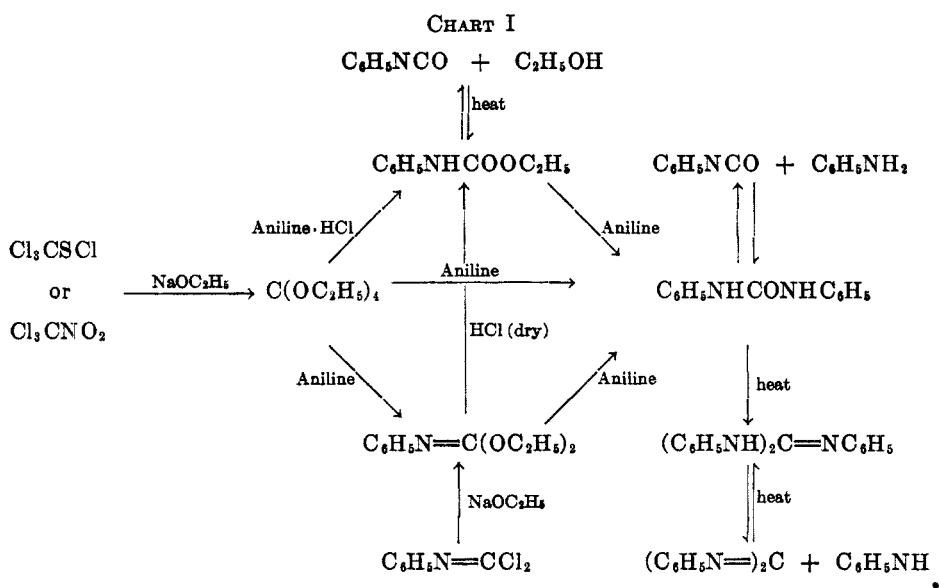 CHART I
C₆H₅NCO + C₂H₅OH
heat
C₆H₅NHCOOC₂H₅ C₆H₅NCO + C₆H₅NH₂
Aniline·HCl Aniline
Cl₃CSCl
or
Cl₃CNO₂
NaOC₂H₅
C(OC₂H₅)₄ Aniline C₆H₅NHCONHC₆H₅
HCl (dry)
Aniline Aniline heat
C₆H₅N=C(OC₂H₅)₂ (C₆H₅NH)₂C=NC₆H₅
NaOC₂H₅ heat
C₆H₅N=CCl₂ (C₆H₅N=)₂C + C₆H₅NH